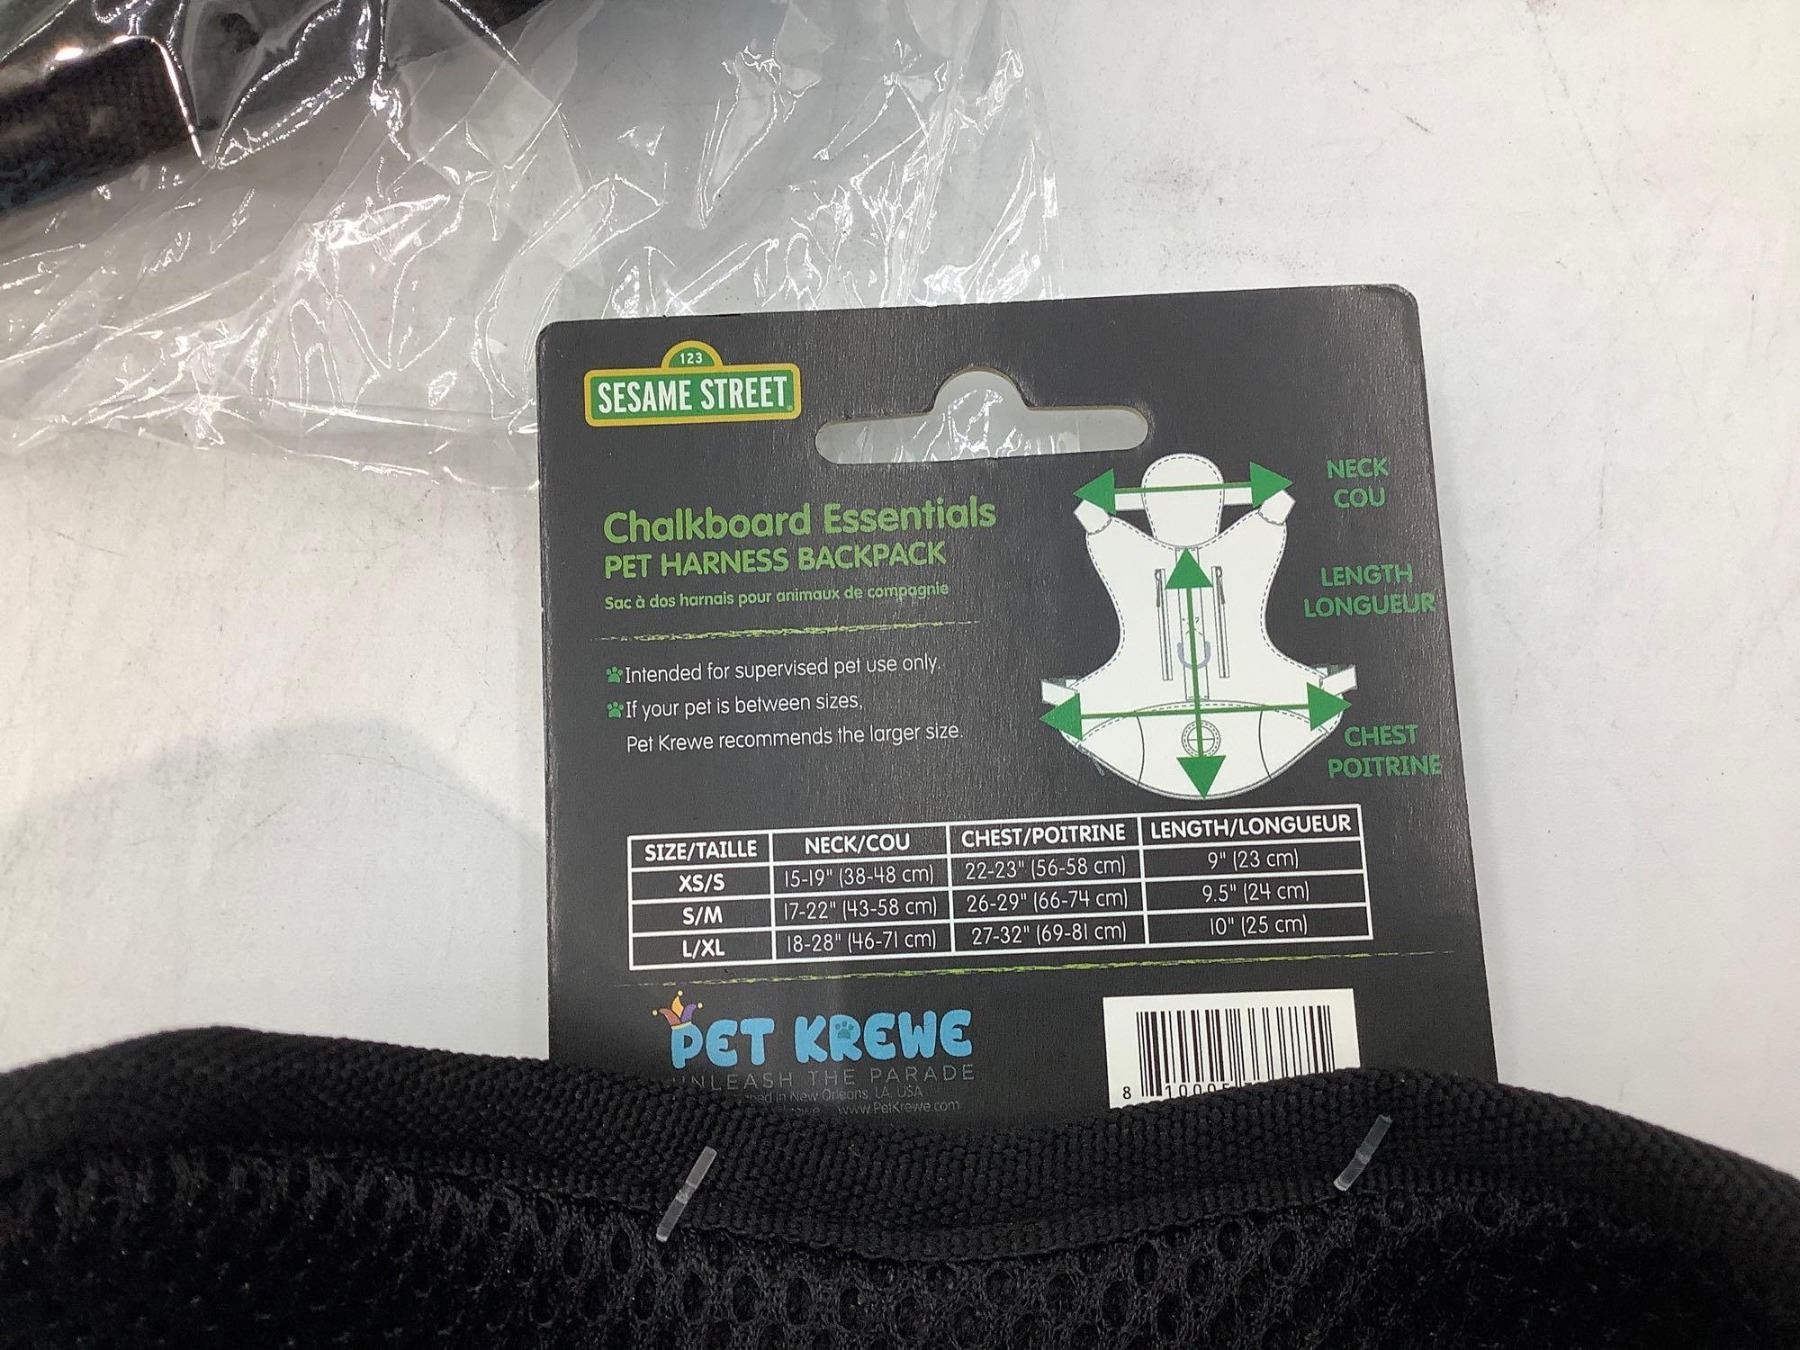 123
SESAME STREET
Chalkboard Essentials
PET HARNESS BACKPACK
Sac à dos harnais pour animaux de compagnie
Intended for supervised pet use only.
If your pet is between sizes,
Pet Krewe recommends the larger size.
NECK
COU
LENGTH
LONGUEUR
CHEST
POITRINE
SIZE/TAILLE NECK/COU CHEST/POITRINE LENGTH/LONGUEUR
XS/S 15-19" (38-48 cm) 22-23" (56-58 cm) 9" (23 cm)
S/M 17-22" (43-58 cm) 26-29" (66-74 cm) 9.5" (24 cm)
L/XL 18-28" (46-71 cm) 27-32" (69-81 cm) 10" (25 cm)
PET KREWE
UNLEASH THE PARADE
in New Orleans, LA, USA
www.PetKrewe.com
8 10005